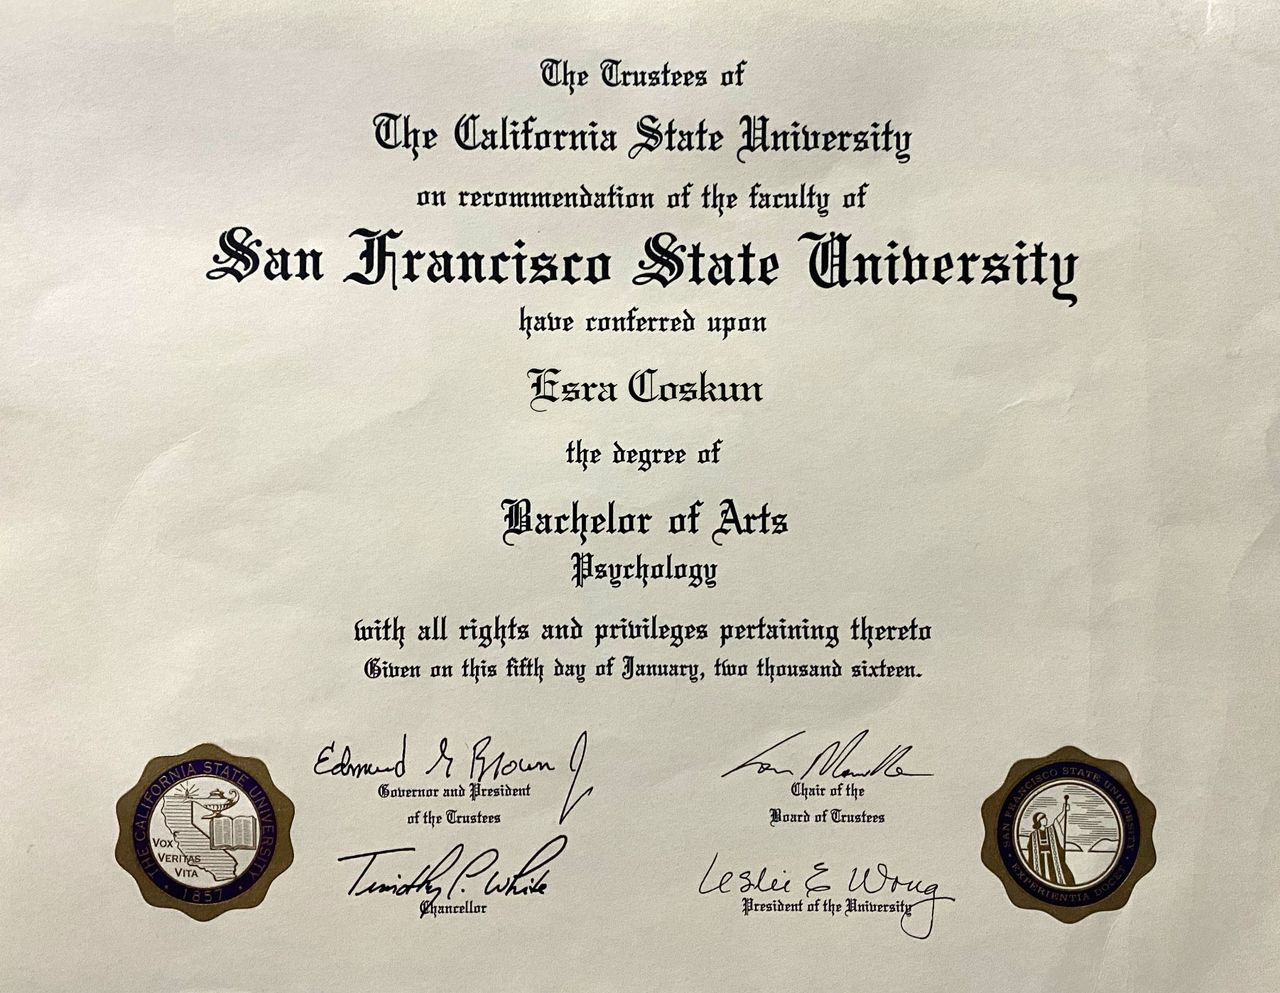 The Trustees of
The California State University
on recommendation of the faculty of
San Francisco State University
have conferred upon
Esra Coskun
the degree of
Bachelor of Arts
Psychology
with all rights and privileges pertaining thereto
Given on this fifth day of January, two thousand sixteen.
Edmund G Brown J
Governor and President
of the Trustees
Chair of the
Board of Trustees
Timothy P. White
Chancellor
Leslie E Wong
President of the University
THE CALIFORNIA STATE UNIVERSITY
VOX
VERITAS
VITA
1857
SAN FRANCISCO STATE UNIVERSITY
EXPERIENTIA DOCET